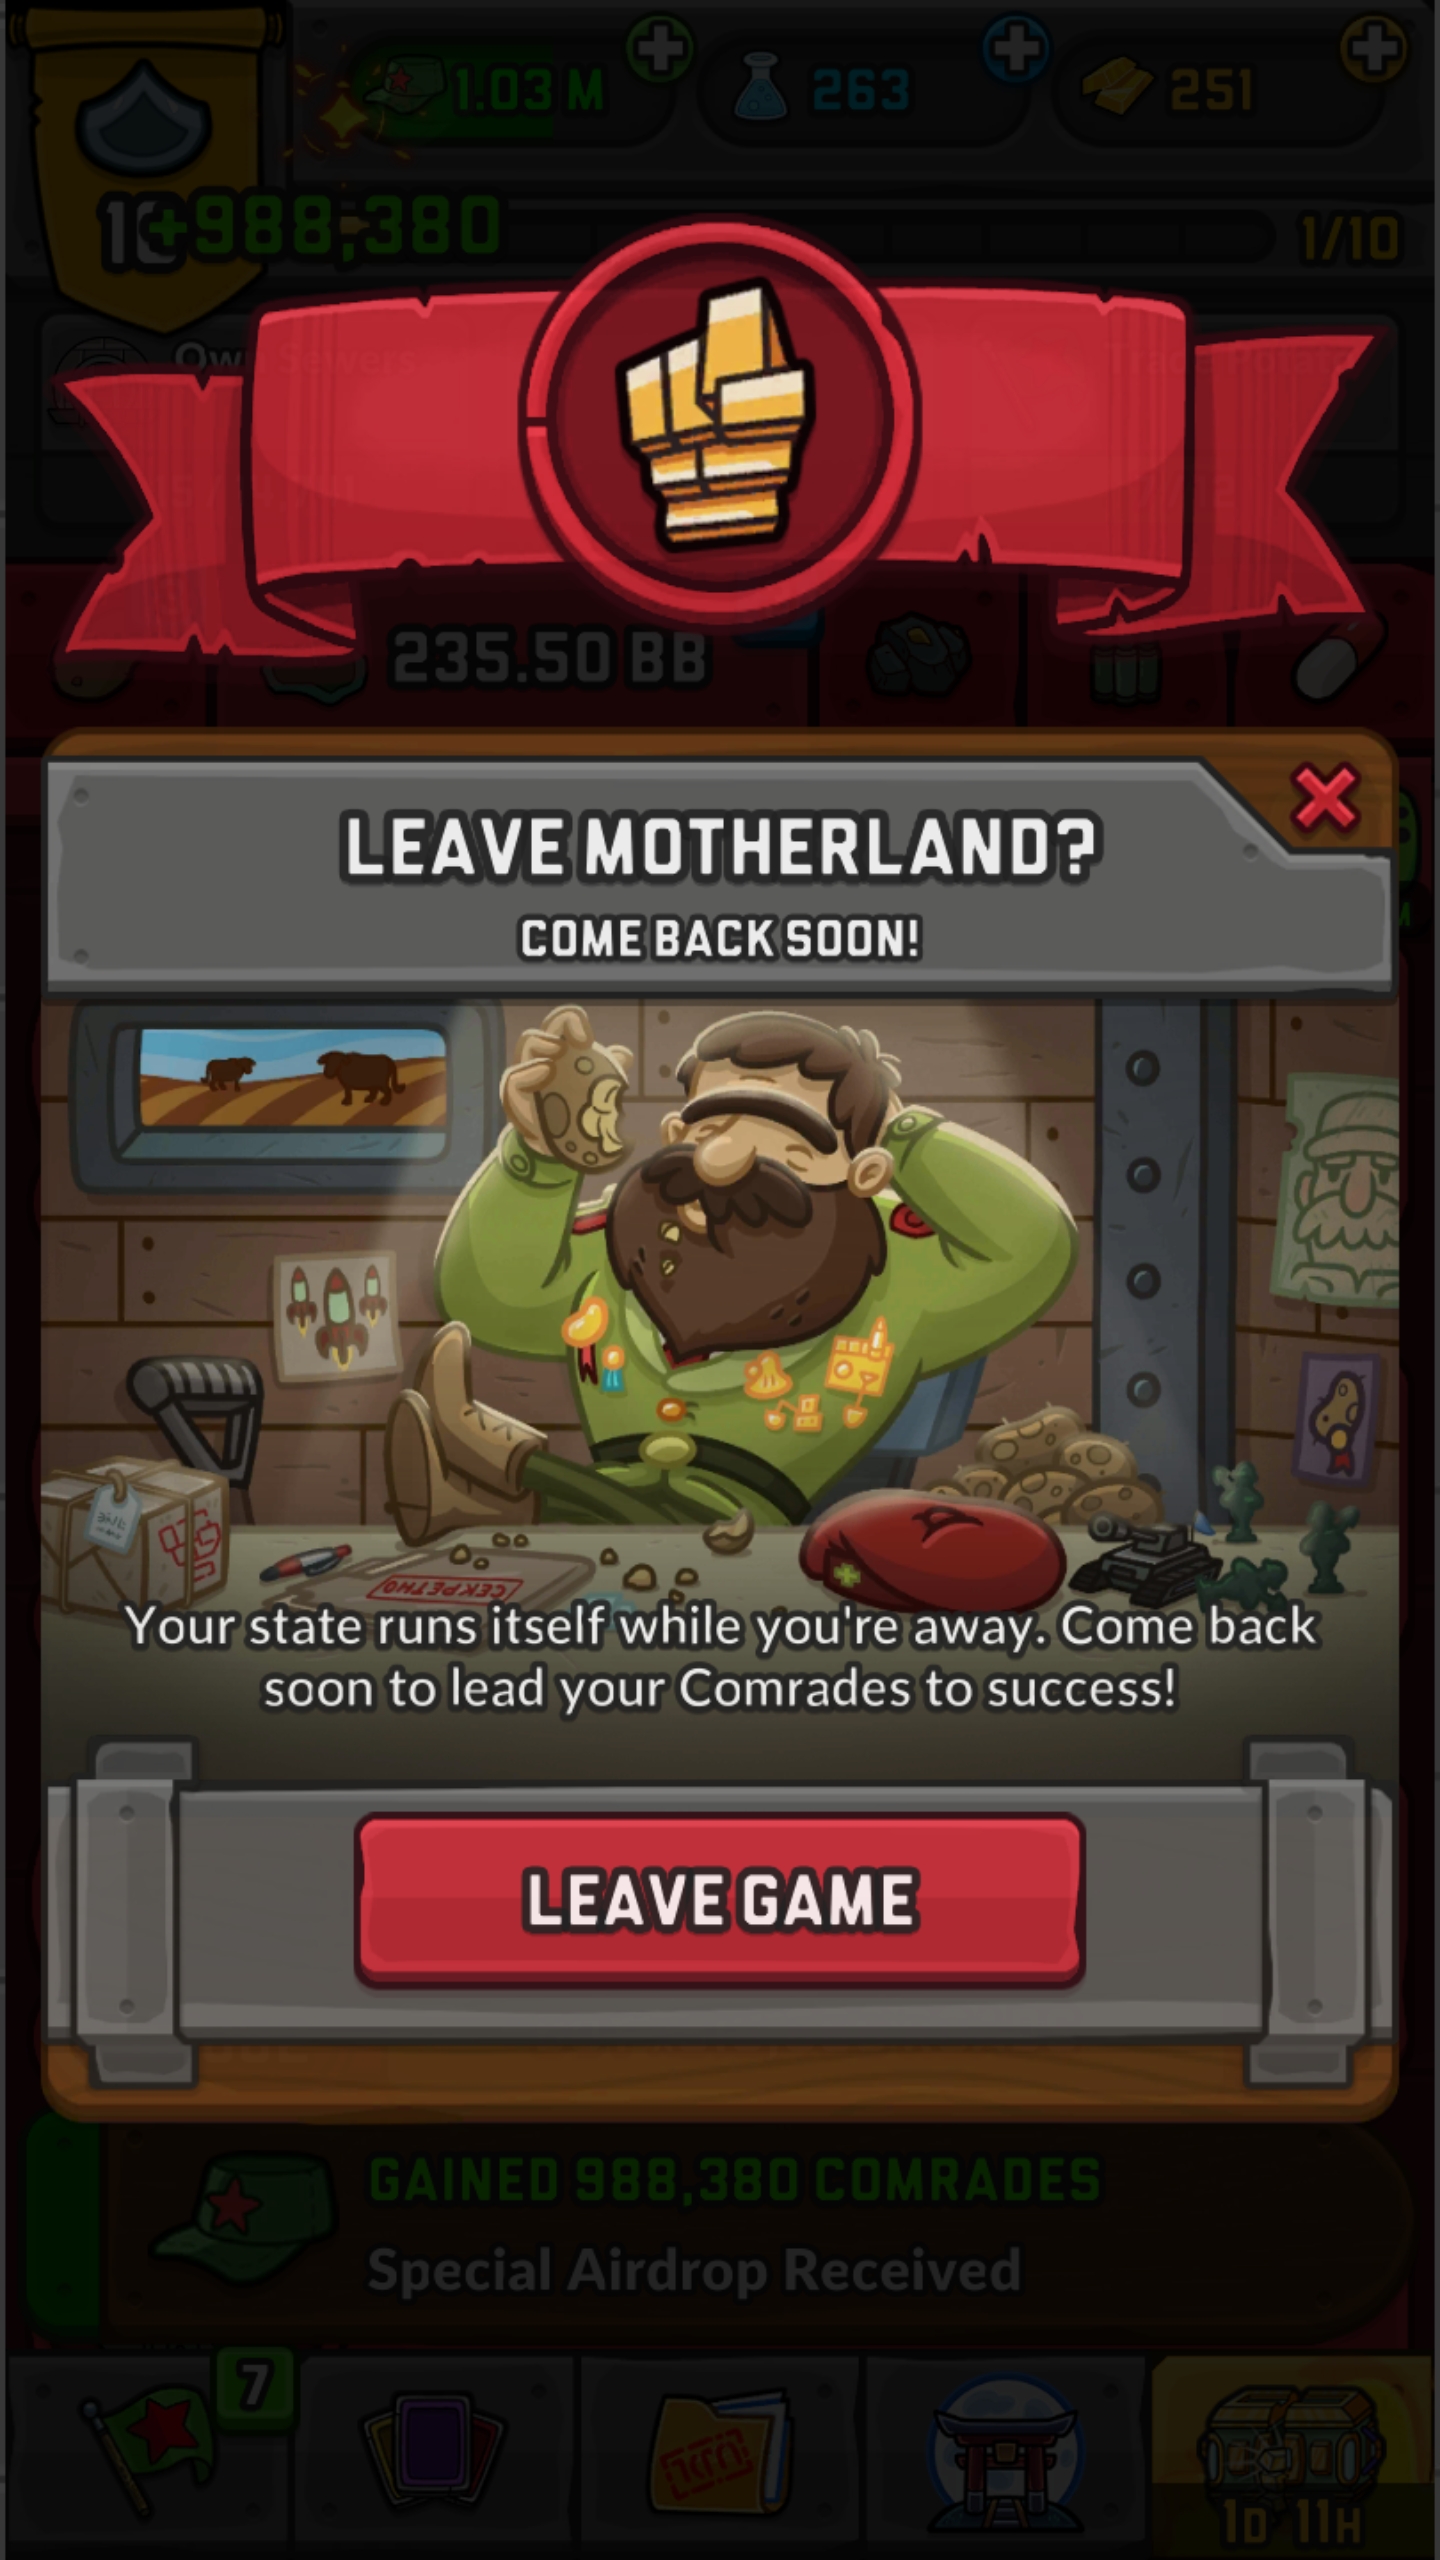 1.03 M
263
251
+988,380
1/10
235.50 BB
LEAVE MOTHERLAND?
COME BACK SOON!
СЕКРЕТНО
Your state runs itself while you're away. Come back
soon to lead your Comrades to success!
LEAVE GAME
GAINED 988,380 COMRADES
Special Airdrop Received
7
1D 11H